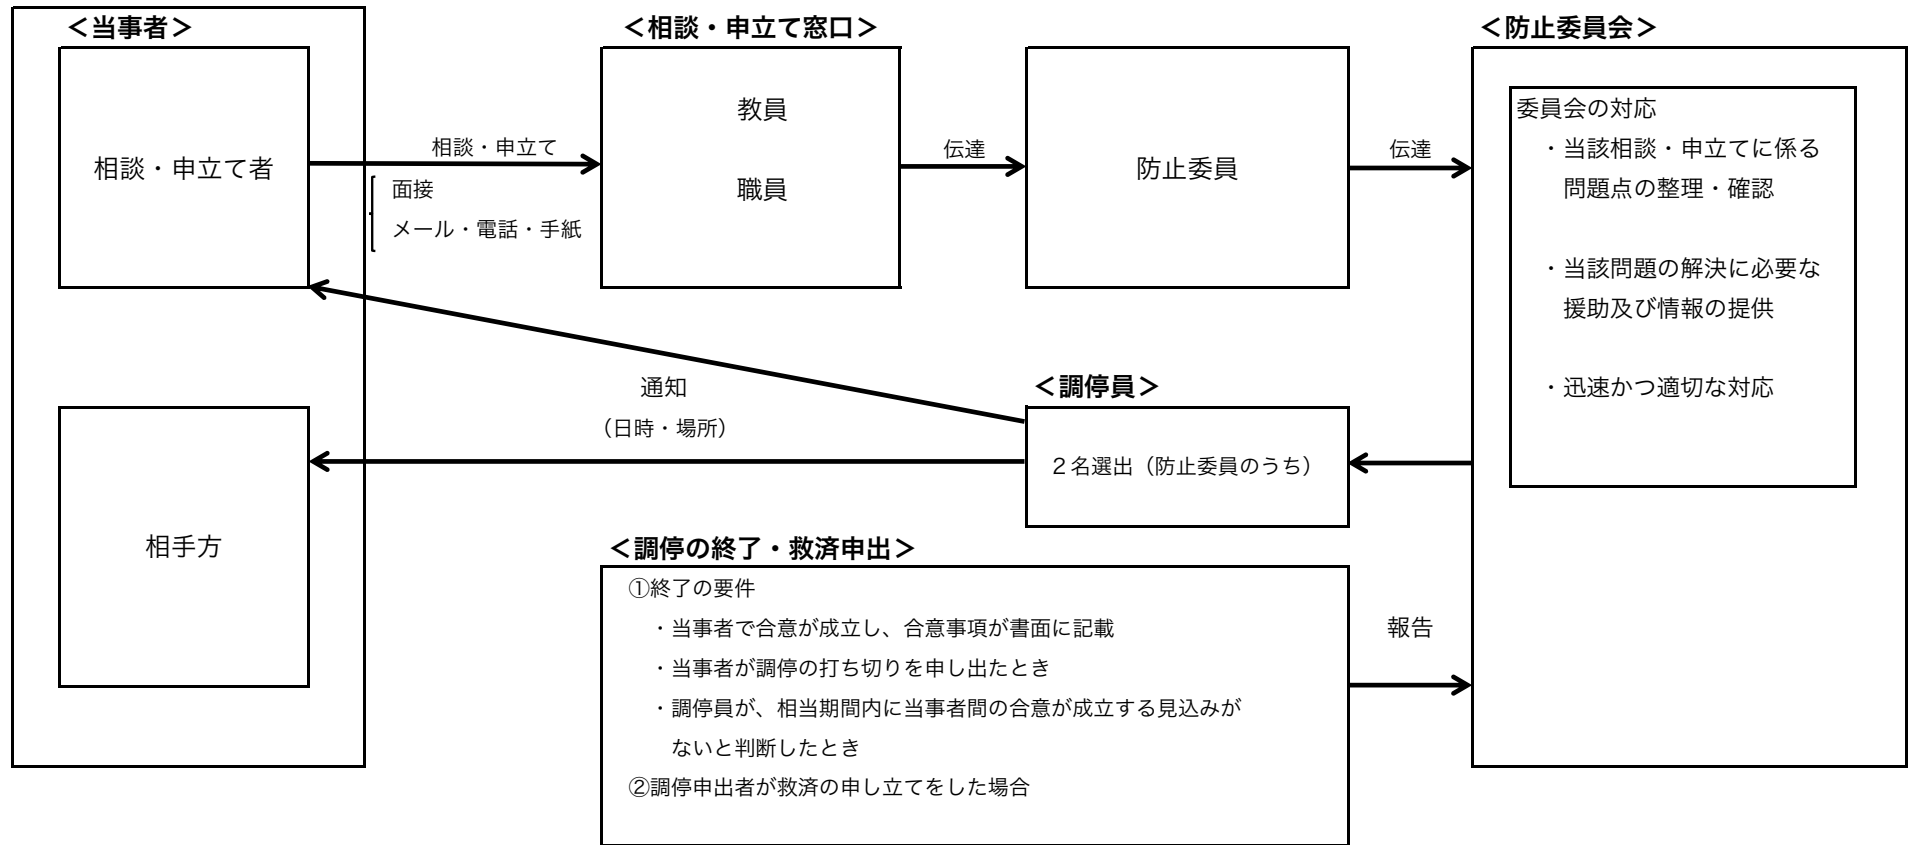 ＜当事者＞
相談・申立て者
相手方
相談・申立て
面接
メール・電話・手紙
＜相談・申立て窓口＞
教員
職員
伝達
防止委員
伝達
＜防止委員会＞
委員会の対応
・当該相談・申立てに係る
問題点の整理・確認
・当該問題の解決に必要な
援助及び情報の提供
・迅速かつ適切な対応
通知
（日時・場所）
＜調停員＞
２名選出（防止委員のうち）
＜調停の終了・救済申出＞
①終了の要件
・当事者で合意が成立し、合意事項が書面に記載
・当事者が調停の打ち切りを申し出たとき
・調停員が、相当期間内に当事者間の合意が成立する見込みが
ないと判断したとき
②調停申出者が救済の申し立てをした場合
報告